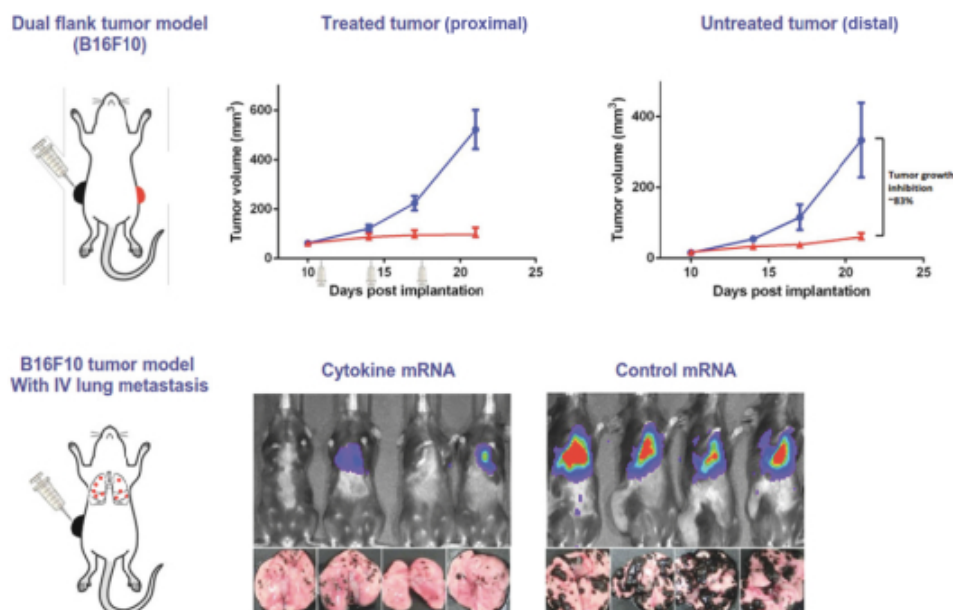 Dual flank tumor model
(B16F10)
Treated tumor (proximal)
Tumor volume (mm³)
600
400
200
0
10
15
20
25
Days post implantation
Untreated tumor (distal)
Tumor volume (mm³)
400
300
200
100
0
10
15
20
25
Days post implantation
Tumor growth
inhibition
~83%
B16F10 tumor model
With IV lung metastasis
Cytokine mRNA
Control mRNA